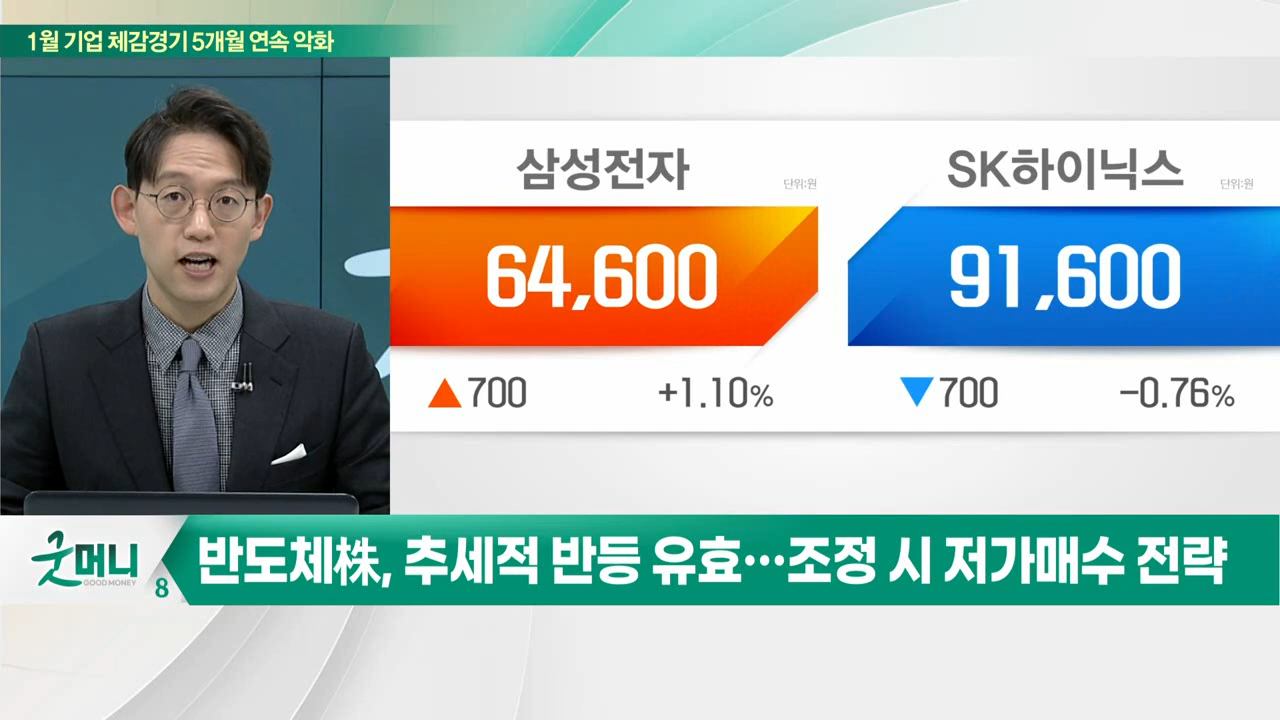 1월 기업 체감경기 5개월 연속 악화
삼성전자
단위:원
64,600
▲700 +1.10%
SK하이닉스
단위:원
91,600
▼700 -0.76%
굿머니
GOOD MONEY
8
반도체株, 추세적 반등 유효…조정 시 저가매수 전략